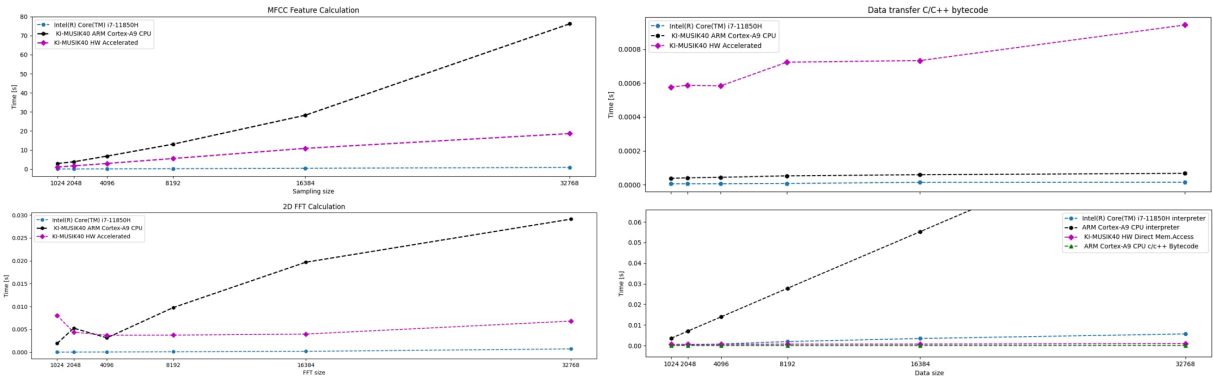 MFCC Feature Calculation
Intel(R) Core(TM) i7-11850H
KI-MUSIK40 ARM Cortex-A9 CPU
KI-MUSIK40 HW Accelerated
Time [s]
80
70
60
50
40
30
20
10
0
1024 2048 4096 8192 16384 32768
Sampling size
2D FFT Calculation
Intel(R) Core(TM) i7-11850H
KI-MUSIK40 ARM Cortex-A9 CPU
KI-MUSIK40 HW Accelerated
Time [s]
0.030
0.025
0.020
0.015
0.010
0.005
0.000
1024 2048 4096 8192 16384 32768
FFT size
Data transfer C/C++ bytecode
Intel(R) Core(TM) i7-11850H
KI-MUSIK40 ARM Cortex-A9 CPU
KI-MUSIK40 HW Accelerated
Time [s]
0.0008
0.0006
0.0004
0.0002
0.0000
Intel(R) Core(TM) i7-11850H interpreter
ARM Cortex-A9 CPU interpreter
KI-MUSIK40 HW Direct Mem.Access
ARM Cortex-A9 CPU c/c++ Bytecode
Time [s]
0.06
0.05
0.04
0.03
0.02
0.01
0.00
1024 2048 4096 8192 16384 32768
Data size